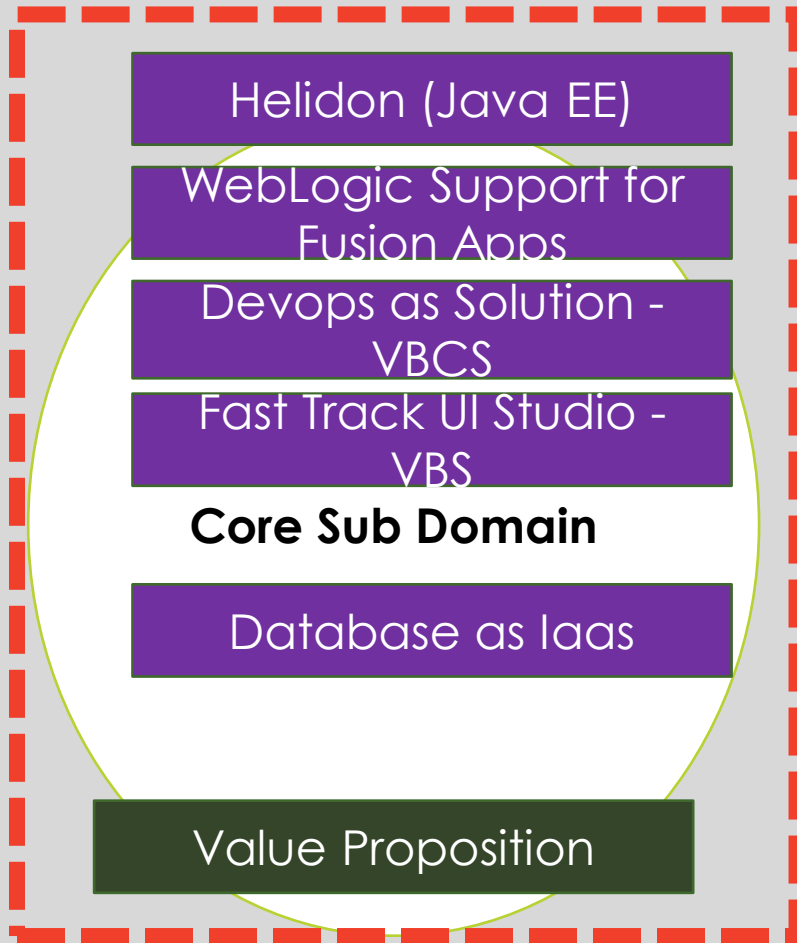 Helidon (Java EE)
WebLogic Support for
Fusion Apps
Devops as Solution -
VBCS
Fast Track UI Studio -
VBS
Core Sub Domain
Database as Iaas
Value Proposition